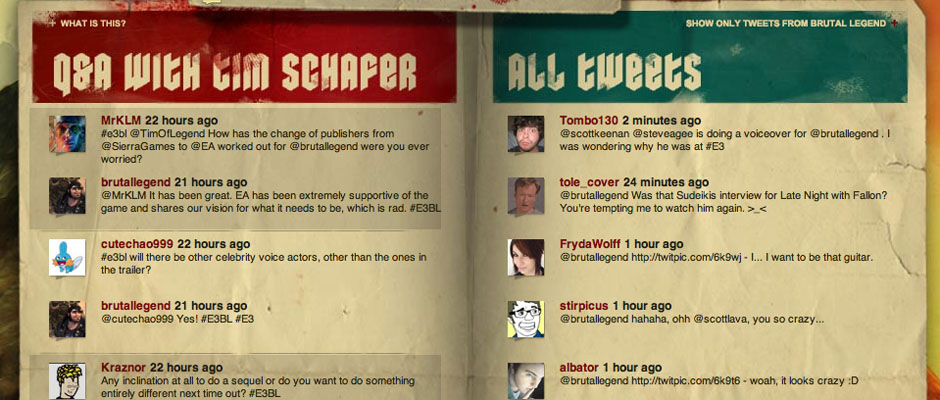 + WHAT IS THIS?
Q&A WITH TIM SCHAFER
MrKLM 22 hours ago
#e3bl @TimOfLegend How has the change of publishers from
@SierraGames to @EA worked out for @brutallegend were you ever
worried?
brutallegend 21 hours ago
@MrKLM It has been great. EA has been extremely supportive of the
game and shares our vision for what it needs to be, which is rad. #E3BL
cutechao999 22 hours ago
#e3bl will there be other celebrity voice actors, other than the ones in
the trailer?
brutallegend 21 hours ago
@cutechao999 Yes! #E3BL #E3
Kraznor 22 hours ago
Any inclination at all to do a sequel or do you want to do something
entirely different next time out? #E3BL
SHOW ONLY TWEETS FROM BRUTAL LEGEND +
ALL TWEETS
Tombo130 2 minutes ago
@scottkeenan @steveagee is doing a voiceover for @brutallegend . I
was wondering why he was at #E3
tole_cover 24 minutes ago
@brutallegend Was that Sudeikis interview for Late Night with Fallon?
You're tempting me to watch him again. >_<
FrydaWolff 1 hour ago
@brutallegend http://twitpic.com/6k9wj - I... I want to be that guitar.
stirpicus 1 hour ago
@brutallegend hahaha, ohh @scottlava, you so crazy...
albator 1 hour ago
@brutallegend http://twitpic.com/6k9t6 - woah, it looks crazy :D